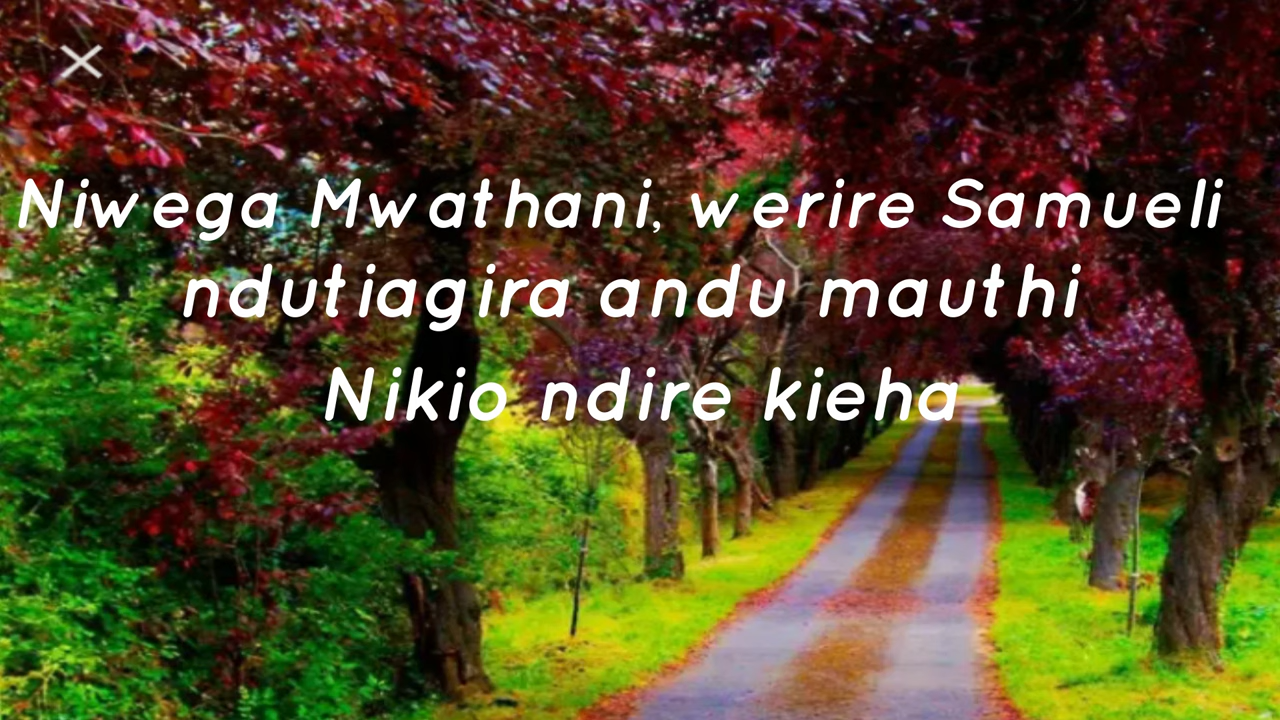 Niwega Mwathani, werire Samueli
ndutiagira andu mauthi
Nikio ndire kieha